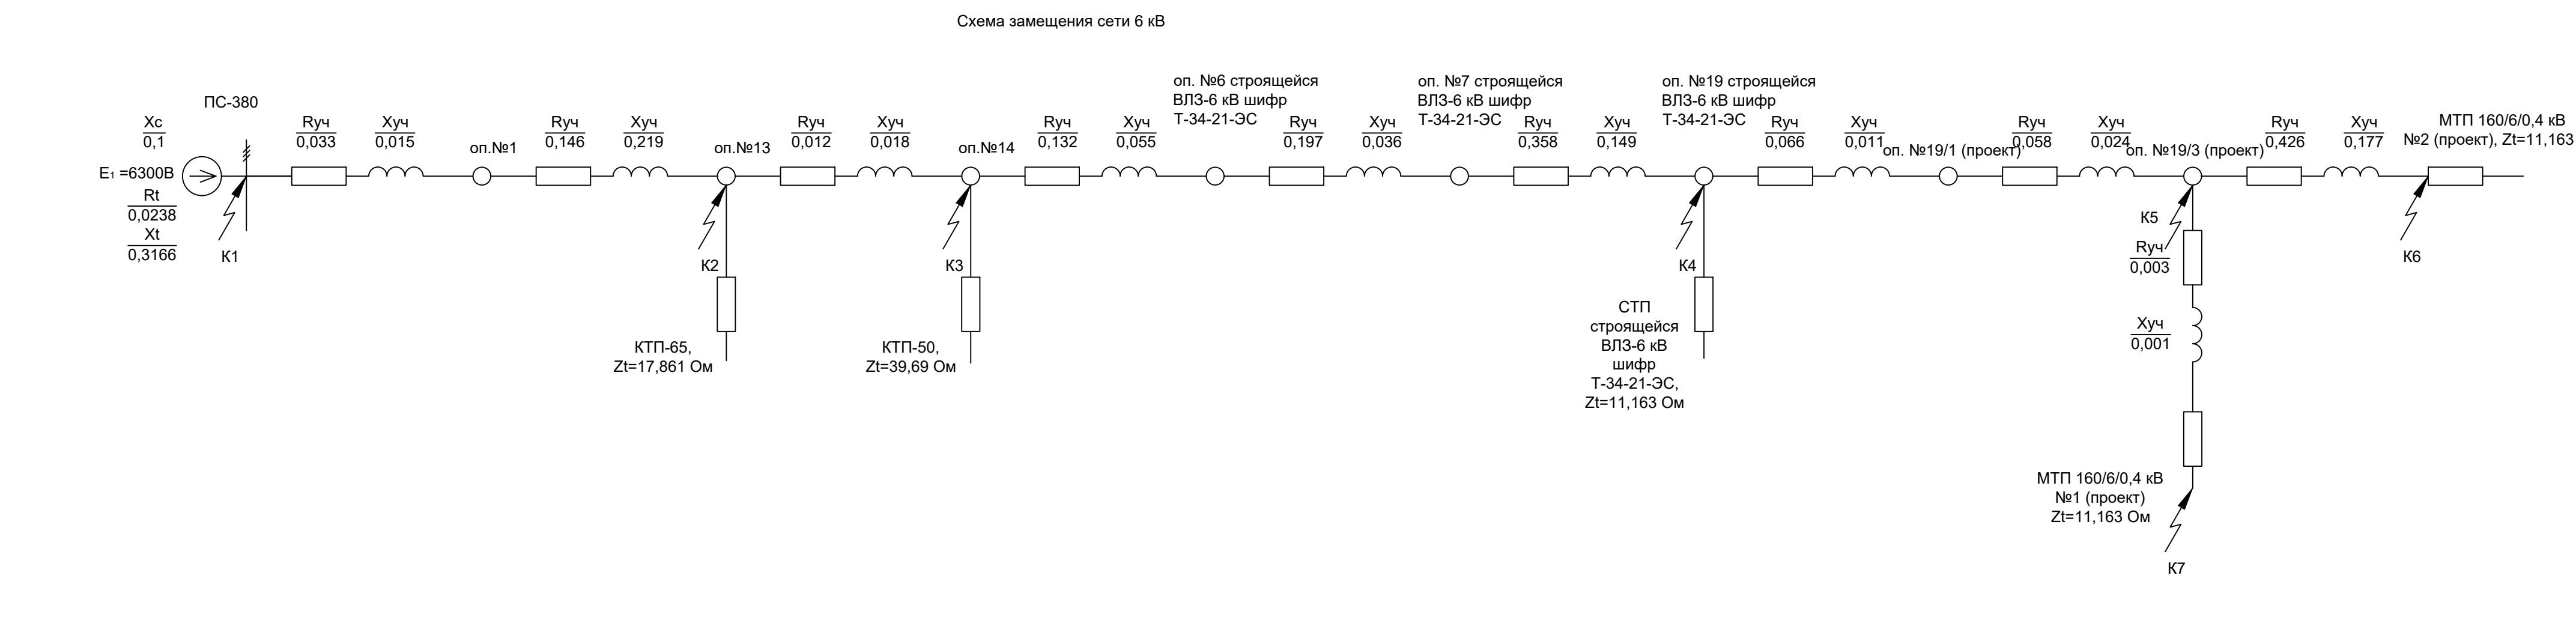 Схема замещения сети 6 кВ
ПС-380
Xc
0,1
E₁ =6300В
Rt
0,0238
Xt
0,3166
К1
Rуч
0,033
Xуч
0,015
оп.№1
Rуч
0,146
Xуч
0,219
оп.№13
К2
КТП-65,
Zt=17,861 Ом
Rуч
0,012
Xуч
0,018
оп.№14
К3
КТП-50,
Zt=39,69 Ом
Rуч
0,132
Xуч
0,055
оп. №6 строящейся
ВЛЗ-6 кВ шифр
Т-34-21-ЭС
Rуч
0,197
Xуч
0,036
оп. №7 строящейся
ВЛЗ-6 кВ шифр
Т-34-21-ЭС
Rуч
0,358
Xуч
0,149
оп. №19 строящейся
ВЛЗ-6 кВ шифр
Т-34-21-ЭС
К4
СТП
строящейся
ВЛЗ-6 кВ
шифр
Т-34-21-ЭС,
Zt=11,163 Ом
Rуч
0,066
Xуч
0,011
оп. №19/1 (проект)
Rуч
0,058
Xуч
0,024
оп. №19/3 (проект)
К5
Rуч
0,003
Xуч
0,001
МТП 160/6/0,4 кВ
№1 (проект)
Zt=11,163 Ом
К7
Rуч
0,426
Xуч
0,177
МТП 160/6/0,4 кВ
№2 (проект), Zt=11,163
К6